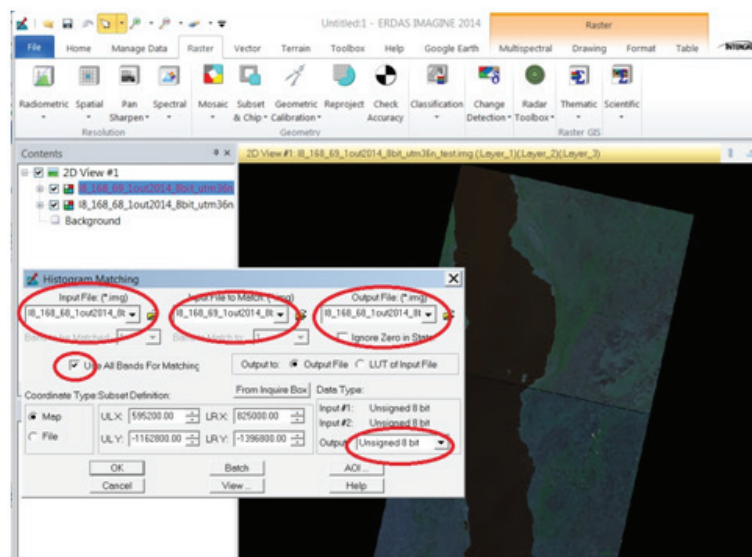 Untitled:1 - ERDAS IMAGINE 2014
Raster
File Home Manage Data Raster Vector Terrain Toolbox Help Google Earth Multispectral Drawing Format Table
Radiometric Spatial Pan Sharpen Spectral Mosaic Subset & Chip Geometric Calibration Reproject Check Accuracy Classification Change Detection Radar Toolbox Thematic Scientific
Resolution Geometry Raster GIS
Contents
2D View #1: l8_168_69_1out2014_8bit_utm36n_test.img (:Layer_1)(:Layer_2)(:Layer_3)
2D View #1
l8_168_69_1out2014_8bit_utm36n
l8_168_68_1out2014_8bit_utm36n
Background
Histogram Matching
Input File: (*.img) Input File to Match: (*.img) Output File: (*.img)
l8_168_68_1out2014_8 l8_168_69_1out2014_8 l8_168_68_1out2014_8
Ignore Zero in Stats
Use All Bands For Matching Output to: Output File LUT of Input File
From Inquire Box
Coordinate Type: Subset Definition: Data Type:
Map ULX: 595200.00 LRX: 825000.00 Input #1: Unsigned 8 bit
Input #2: Unsigned 8 bit
File ULY: -1162800.00 LRY: -1396800.00 Output: Unsigned 8 bit
OK Batch AOI ...
Cancel View ... Help